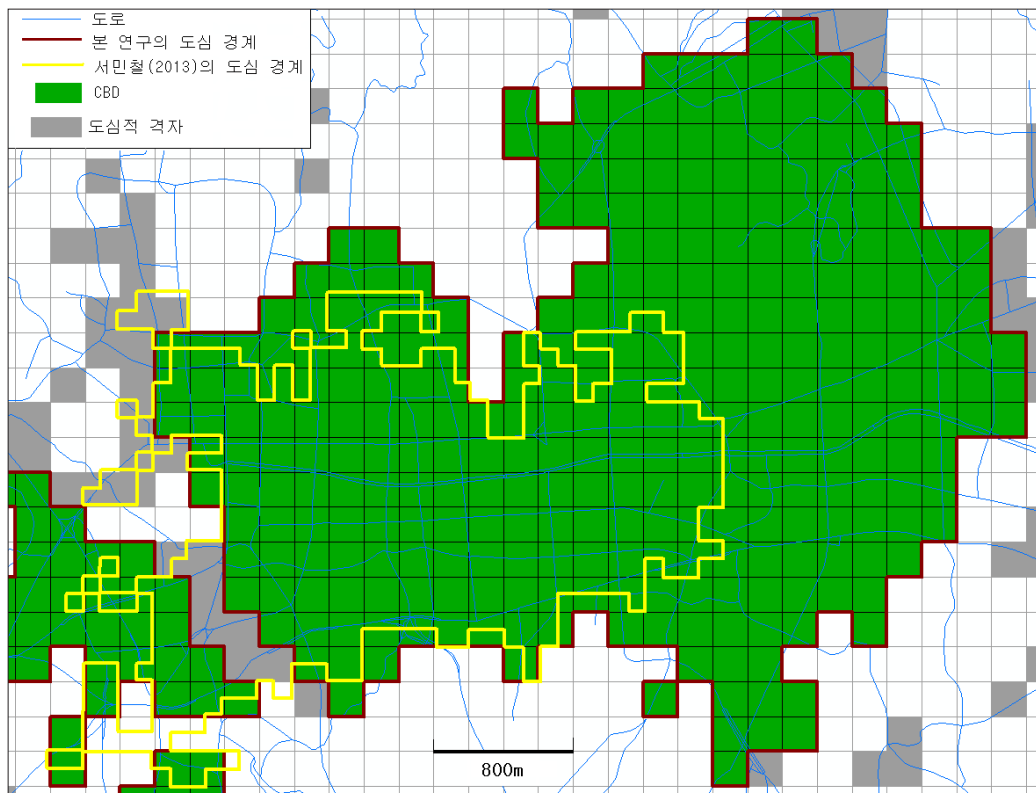 도로
본 연구의 도심 경계
서민철(2013)의 도심 경계
CBD
도심적 격자
800m